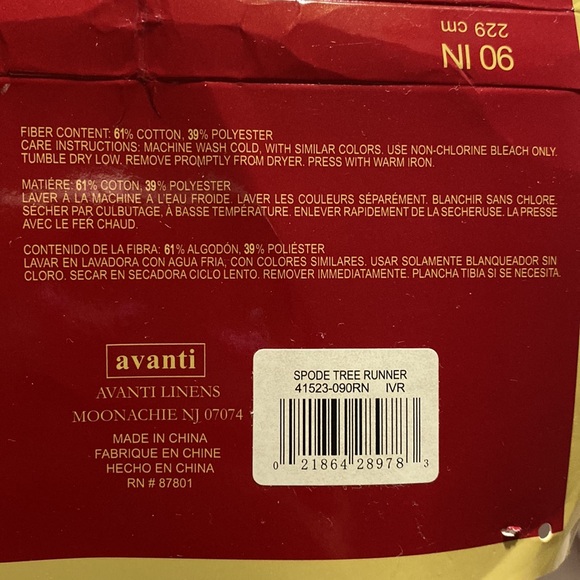 90 IN
229 cm
FIBER CONTENT: 61% COTTON, 39% POLYESTER
CARE INSTRUCTIONS: MACHINE WASH COLD, WITH SIMILAR COLORS. USE NON-CHLORINE BLEACH ONLY.
TUMBLE DRY LOW. REMOVE PROMPTLY FROM DRYER. PRESS WITH WARM IRON.
MATIÉRE: 61% COTON, 39% POLYESTER
LAVER À LA MACHINE A L'EAU FROIDE. LAVER LES COULEURS SÉPARÉMENT. BLANCHIR SANS CHLORE.
SÉCHER PAR CULBUTAGE, À BASSE TEMPÉRATURE. ENLEVER RAPIDEMENT DE LA SECHERUSE. LA PRESSE
AVEC LE FER CHAUD.
CONTENIDO DE LA FIBRA: 61% ALGODÓN, 39% POLIÉSTER
LAVAR EN LAVADORA CON AGUA FRIA, CON COLORES SIMILARES. USAR SOLAMENTE BLANQUEADOR SIN
CLORO. SECAR EN SECADORA CICLO LENTO. REMOVER IMMEDIATAMENTE. PLANCHA TIBIA SI SE NECESITA.
avanti
AVANTI LINENS
MOONACHIE NJ 07074
MADE IN CHINA
FABRIQUE EN CHINE
HECHO EN CHINA
RN # 87801
SPODE TREE RUNNER
41523-090RN IVR
0 21864 28978 3